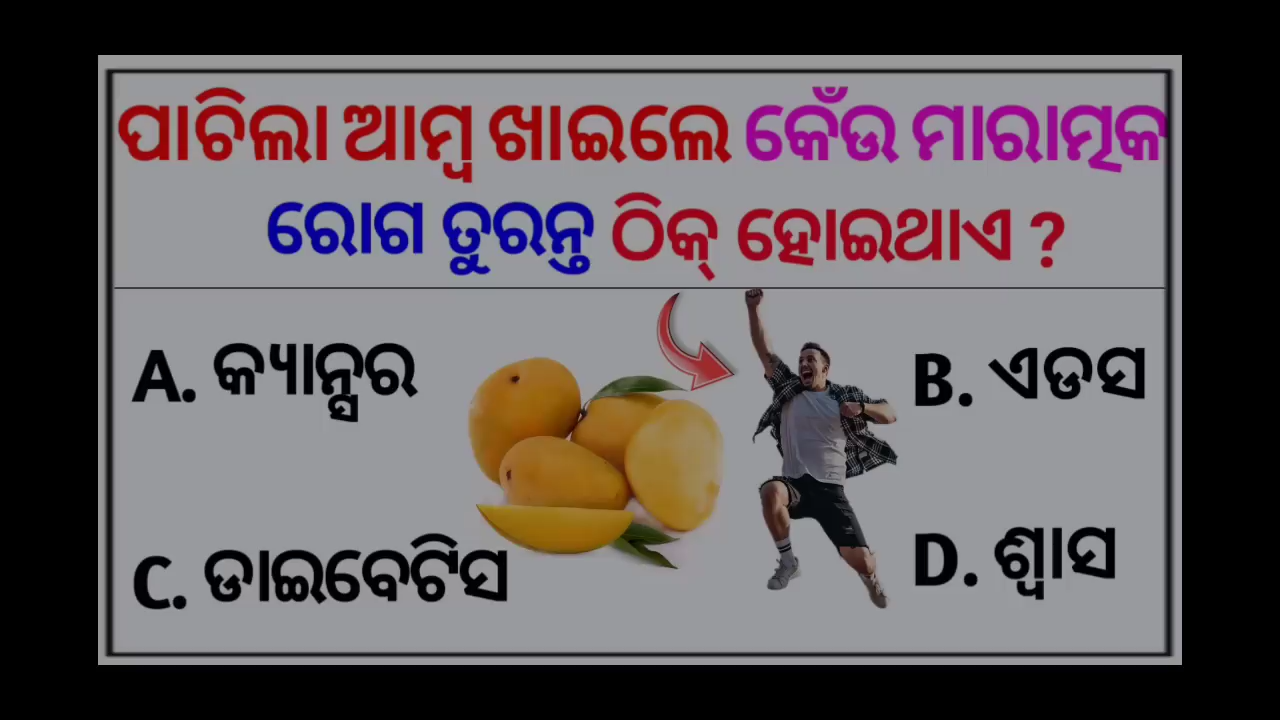 ପାଚିଲା ଆମ୍ବ ଖାଇଲେ କେଁଉ ମାରାତ୍ମକ
ରୋଗ ତୁରନ୍ତ ଠିକ୍ ହୋଇଥାଏ ?
A. କ୍ୟାନ୍ସର
B. ଏଡସ
C. ଡାଇବେଟିସ
D. ଶ୍ୱାସ